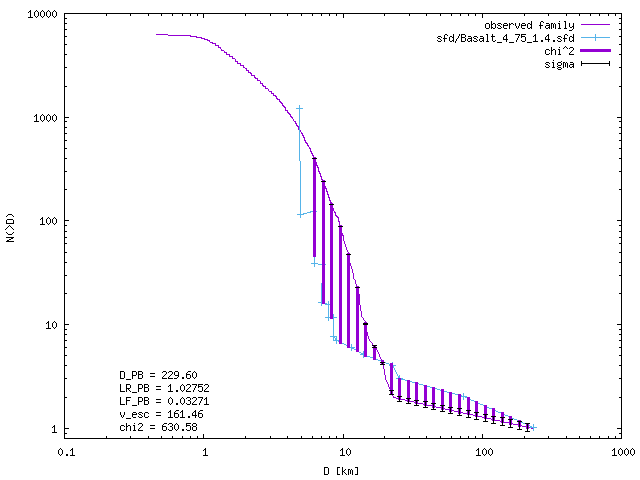 10000
1000
100
10
1
N(>D)
observed family
sfd/Basalt_4_75_1.4.sfd
chi^2
sigma
D_PB = 229.60
LR_PB = 1.02752
LF_PB = 0.03271
v_esc = 161.46
chi2 = 630.58
0.1 1 10 100 1000
D [km]